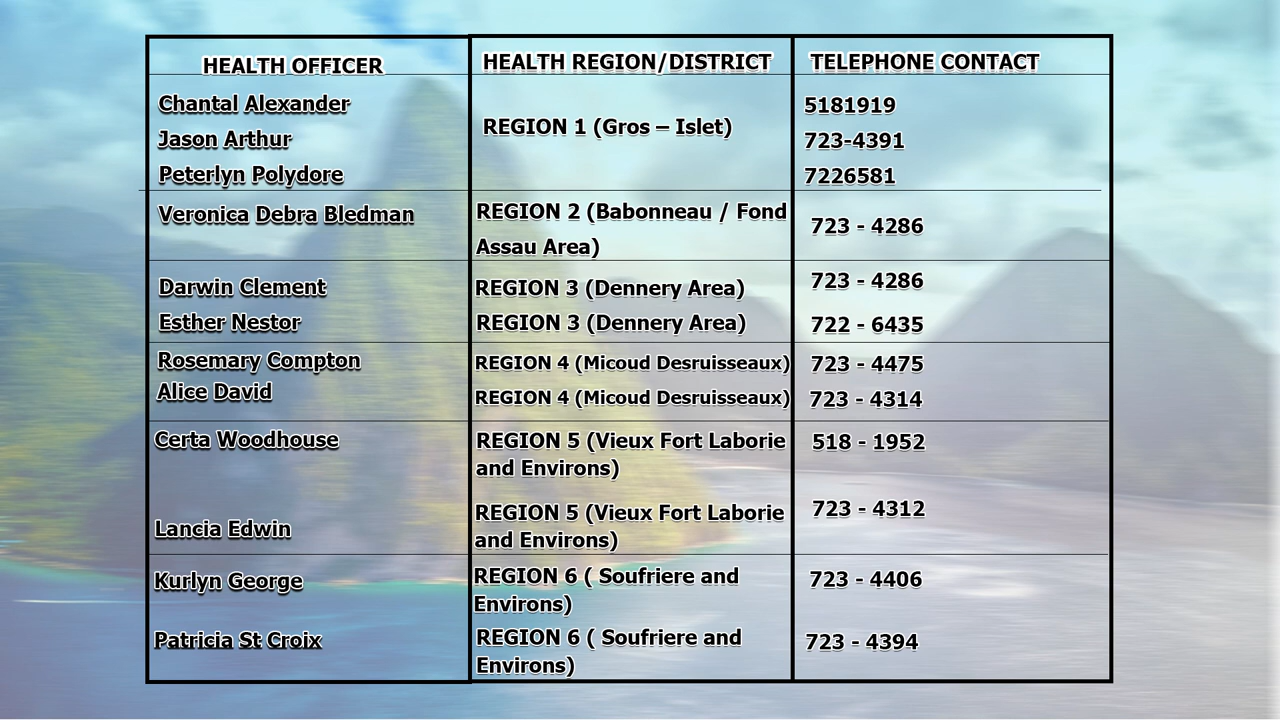 HEALTH OFFICER HEALTH REGION/DISTRICT TELEPHONE CONTACT
Chantal Alexander 5181919
REGION 1 (Gros – Islet)
Jason Arthur 723-4391
Peterlyn Polydore 7226581
Veronica Debra Bledman REGION 2 (Babonneau / Fond
Assau Area) 723 - 4286
Darwin Clement REGION 3 (Dennery Area) 723 - 4286
Esther Nestor REGION 3 (Dennery Area) 722 - 6435
Rosemary Compton REGION 4 (Micoud Desruisseaux) 723 - 4475
Alice David REGION 4 (Micoud Desruisseaux) 723 - 4314
Certa Woodhouse REGION 5 (Vieux Fort Laborie 518 - 1952
and Environs)
Lancia Edwin REGION 5 (Vieux Fort Laborie 723 - 4312
and Environs)
Kurlyn George REGION 6 ( Soufriere and 723 - 4406
Environs)
Patricia St Croix REGION 6 ( Soufriere and 723 - 4394
Environs)